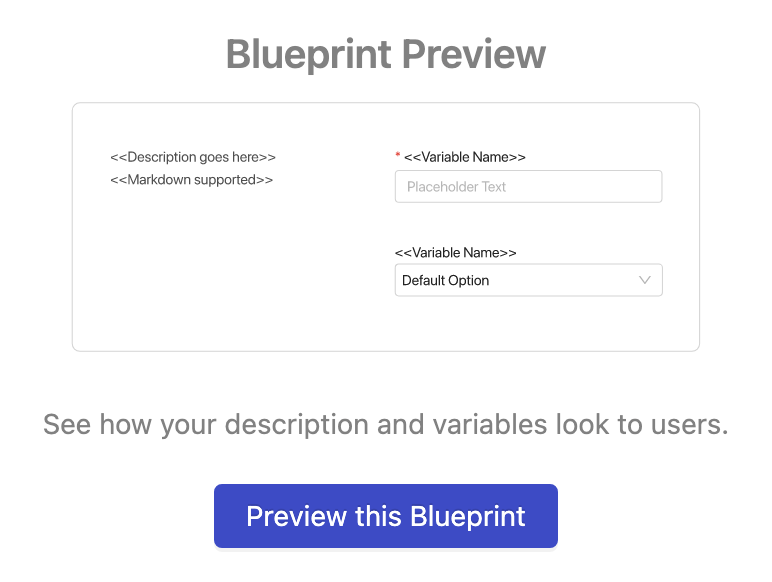 Blueprint Preview
<<Description goes here>>
<<Markdown supported>>
* <<Variable Name>>
Placeholder Text
<<Variable Name>>
Default Option
See how your description and variables look to users.
Preview this Blueprint